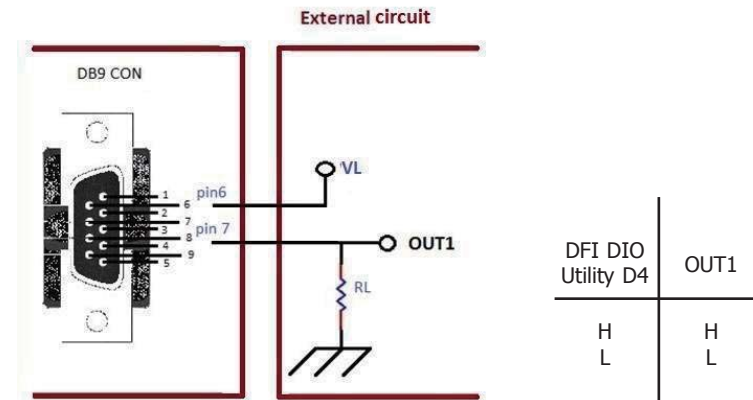 External circuit
DB9 CON
VL
1
pin6
6
2
7
3
pin 7
8
4
9
5
OUT1
RL
DFI DIO
Utility D4
OUT1
H
H
L
L